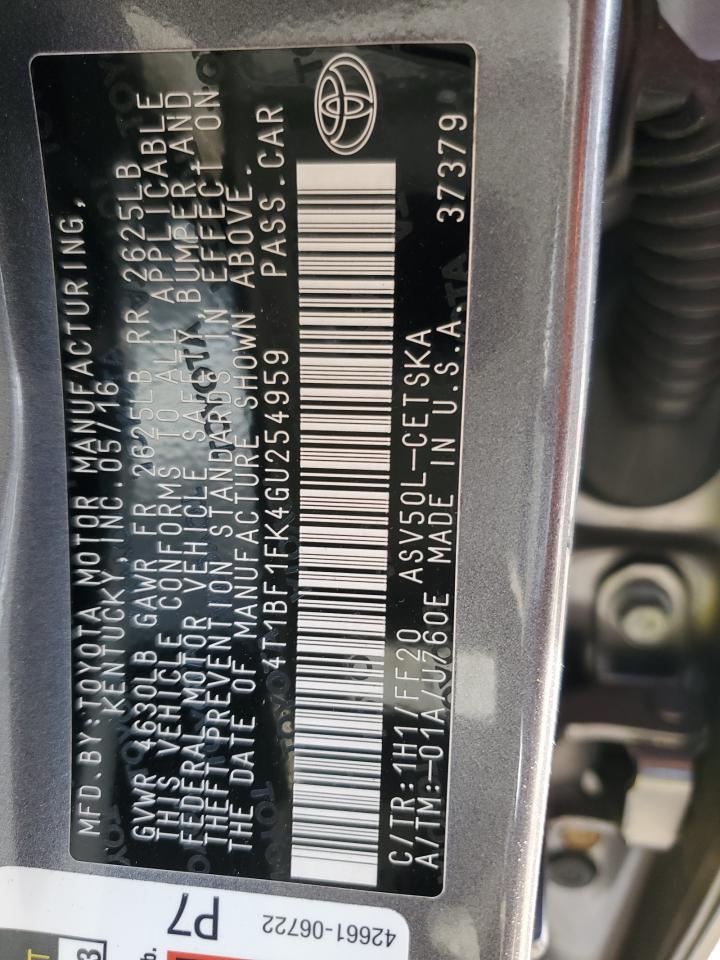 MFD.BY:TOYOTA MOTOR MANUFACTURING,
KENTUCKY, INC. 05/16
GVWR 4630LB GAWR FR 2625LB RR 2625LB
THIS VEHICLE CONFORMS TO ALL APPLICABLE
FEDERAL MOTOR VEHICLE SAFETY, BUMPER, AND
THEFT PREVENTION STANDARDS IN EFFECT ON
THE DATE OF MANUFACTURE SHOWN ABOVE.
4T1BF1FK4GU254959 PASS.CAR
C/TR:1H1/FF20 ASV50L-CETSKA
A/TM:-01A/U760E MADE IN U.S.A. 37379
P7
42661-06722